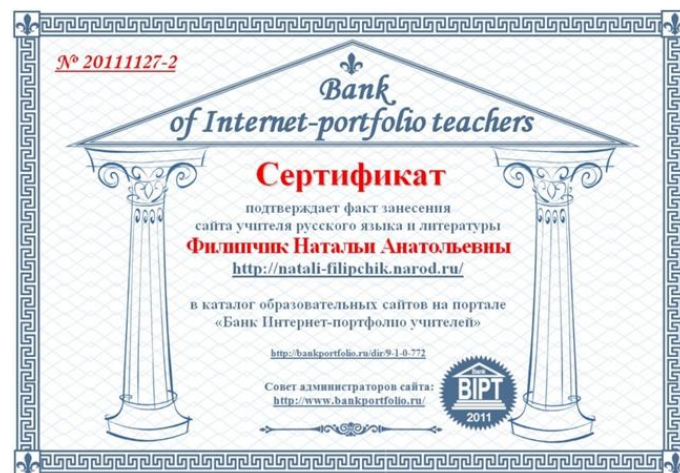 № 20111127-2
Bank
of Internet-portfolio teachers
Сертификат
подтверждает факт занесения
сайта учителя русского языка и литературы
Филипчик Натальи Анатольевны
http://natali-filipchik.narod.ru/
в каталог образовательных сайтов на портале
«Банк Интернет-портфолио учителей»
http://bankportfolio.ru/dir/9-1-0-772
Совет администраторов сайта:
http://www.bankportfolio.ru/
Bank
BIPT
2011